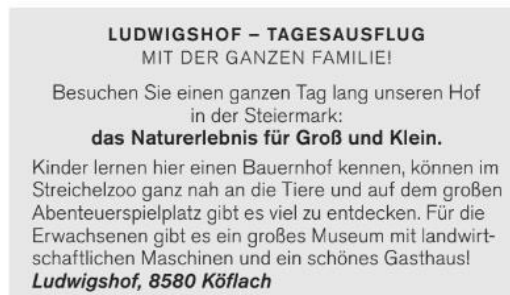 LUDWIGSHOF – TAGESAUSFLUG
MIT DER GANZEN FAMILIE!
Besuchen Sie einen ganzen Tag lang unseren Hof
in der Steiermark:
das Naturerlebnis für Groß und Klein.
Kinder lernen hier einen Bauernhof kennen, können im
Streichelzoo ganz nah an die Tiere und auf dem großen
Abenteuerspielplatz gibt es viel zu entdecken. Für die
Erwachsenen gibt es ein großes Museum mit landwirt-
schaftlichen Maschinen und ein schönes Gasthaus!
Ludwigshof, 8580 Köflach